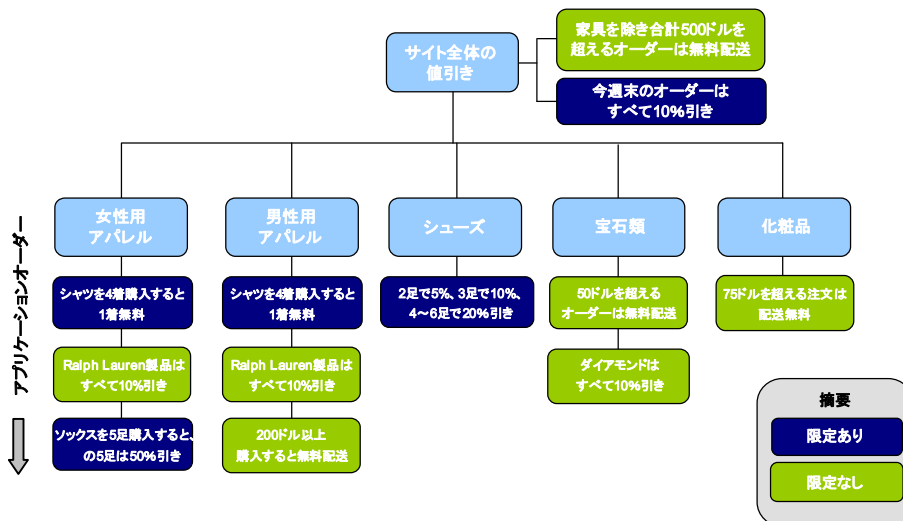 家具を除き合計500ドルを
超えるオーダーは無料配送
サイト全体の
値引き
今週末のオーダーは
すべて10%引き
女性用
アパレル
男性用
アパレル
シューズ
宝石類
化粧品
アプリケーションオーダー
シャツを4着購入すると
1着無料
シャツを4着購入すると
1着無料
2足で5%、3足で10%、
4～6足で20%引き
50ドルを超える
オーダーは無料配送
75ドルを超える注文は
配送無料
Ralph Lauren製品は
すべて10%引き
Ralph Lauren製品は
すべて10%引き
ダイアモンドは
すべて10%引き
ソックスを5足購入すると、
の5足は50%引き
200ドル以上
購入すると無料配送
摘要
限定あり
限定なし